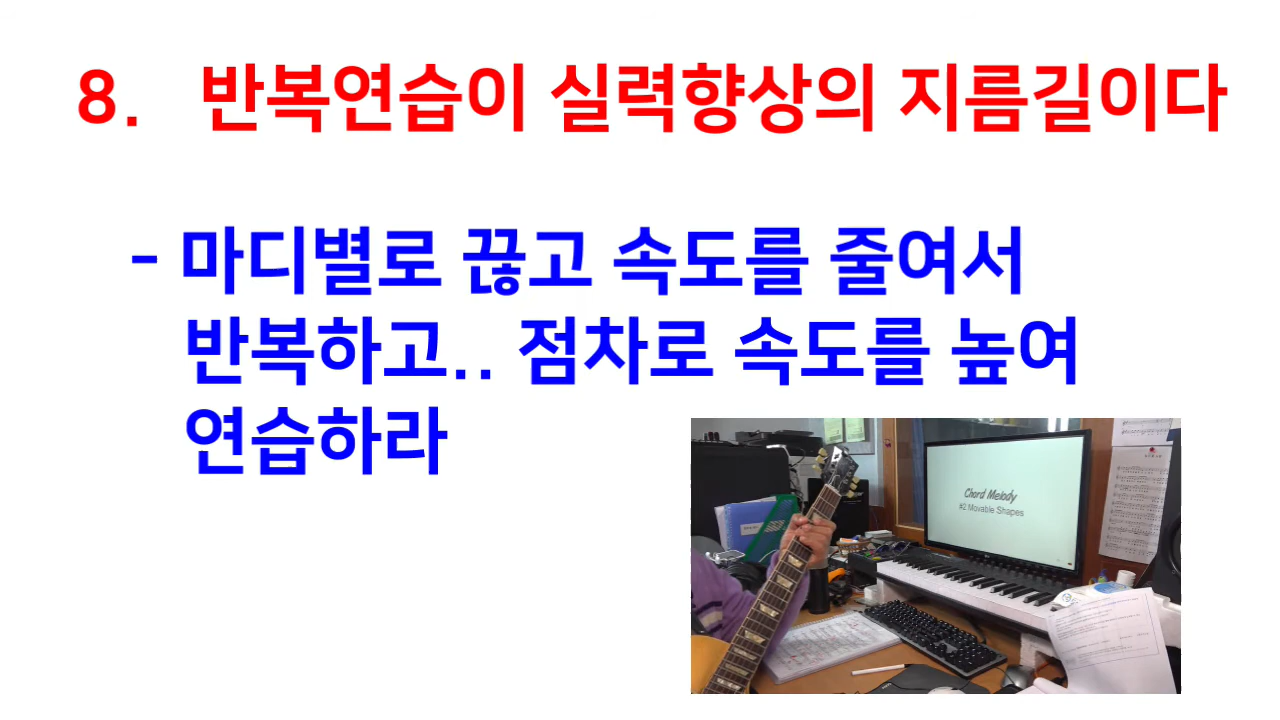 8. 반복연습이 실력향상의 지름길이다
- 마디별로 끊고 속도를 줄여서
반복하고.. 점차로 속도를 높여
연습하라
Chord Melody
#2 Movable Shapes